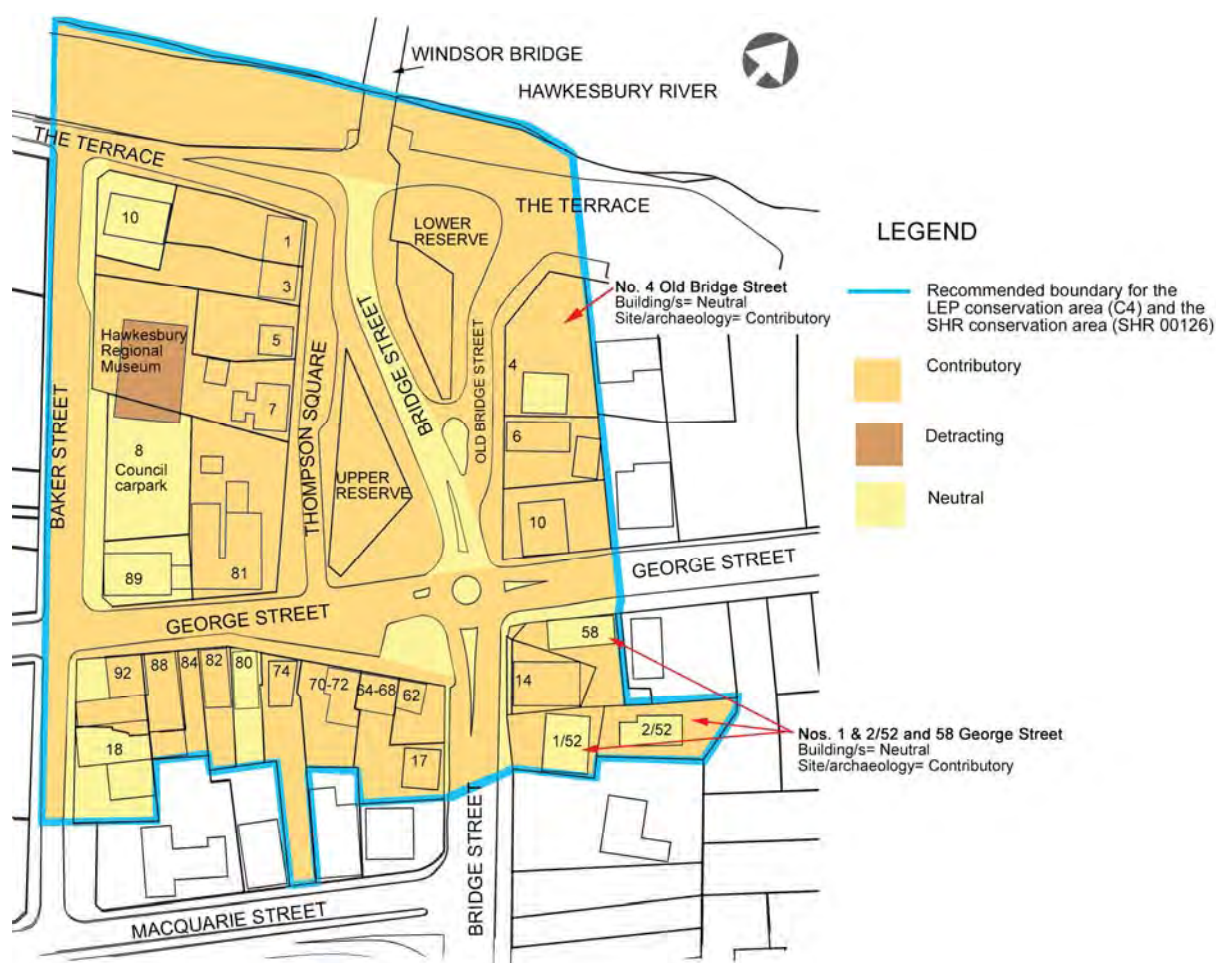 WINDSOR BRIDGE
HAWKESBURY RIVER
THE TERRACE
THE TERRACE
LOWER
RESERVE
10
1
3
Hawkesbury
Regional
Museum
5
7
8
Council
carpark
89
81
BAKER STREET
THOMPSON SQUARE
UPPER
RESERVE
BRIDGE STREET
OLD BRIDGE STREET
4
6
10
No. 4 Old Bridge Street
Building/s= Neutral
Site/archaeology= Contributory
GEORGE STREET
GEORGE STREET
92
88
84
82
80
74
70-72
64-68
62
18
17
58
14
1/52
2/52
Nos. 1 & 2/52 and 58 George Street
Building/s= Neutral
Site/archaeology= Contributory
BRIDGE STREET
MACQUARIE STREET
LEGEND
Recommended boundary for the
LEP conservation area (C4) and the
SHR conservation area (SHR 00126)
Contributory
Detracting
Neutral